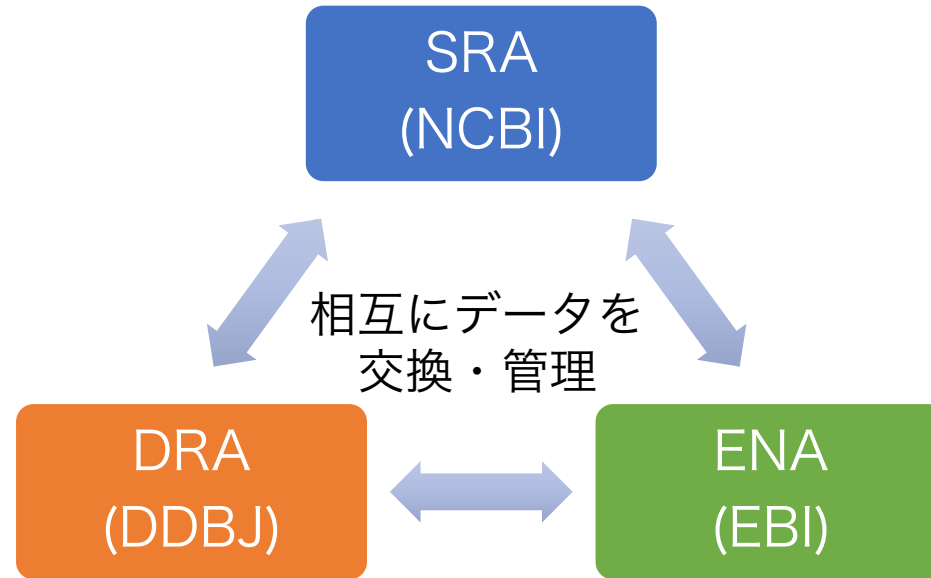 SRA
(NCBI)
相互にデータを
交換・管理
DRA
(DDBJ)
ENA
(EBI)